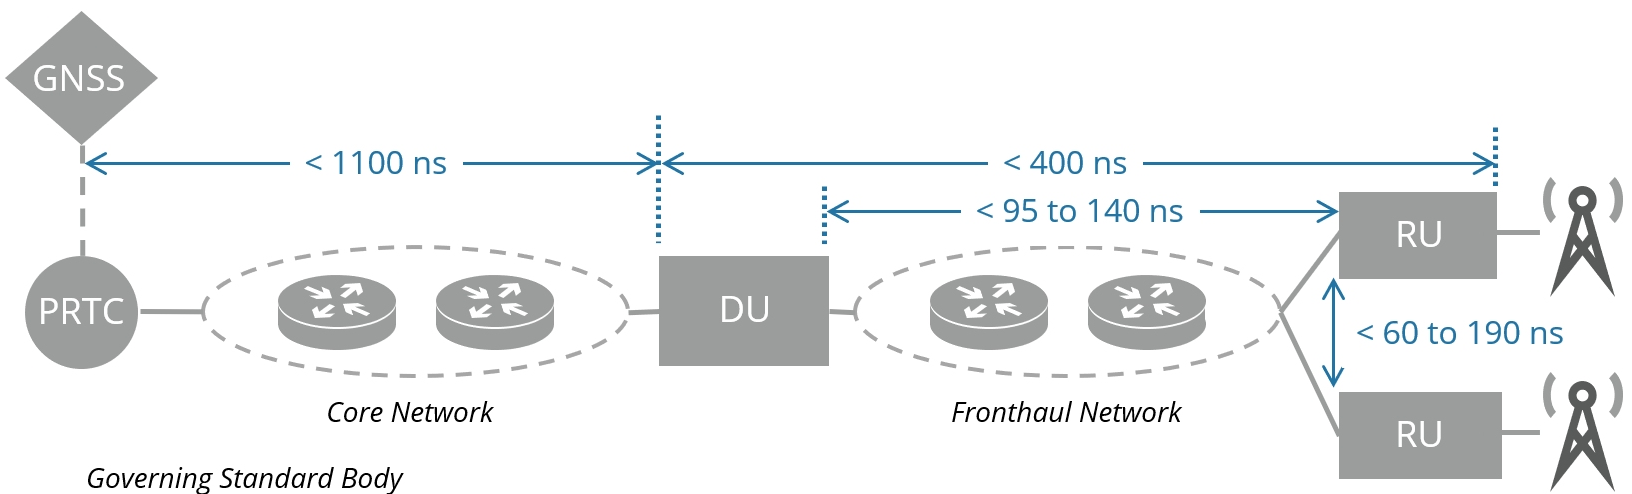 GNSS
< 1100 ns
< 400 ns
< 95 to 140 ns
RU
PRTC
DU
< 60 to 190 ns
Core Network
Fronthaul Network
RU
Governing Standard Body